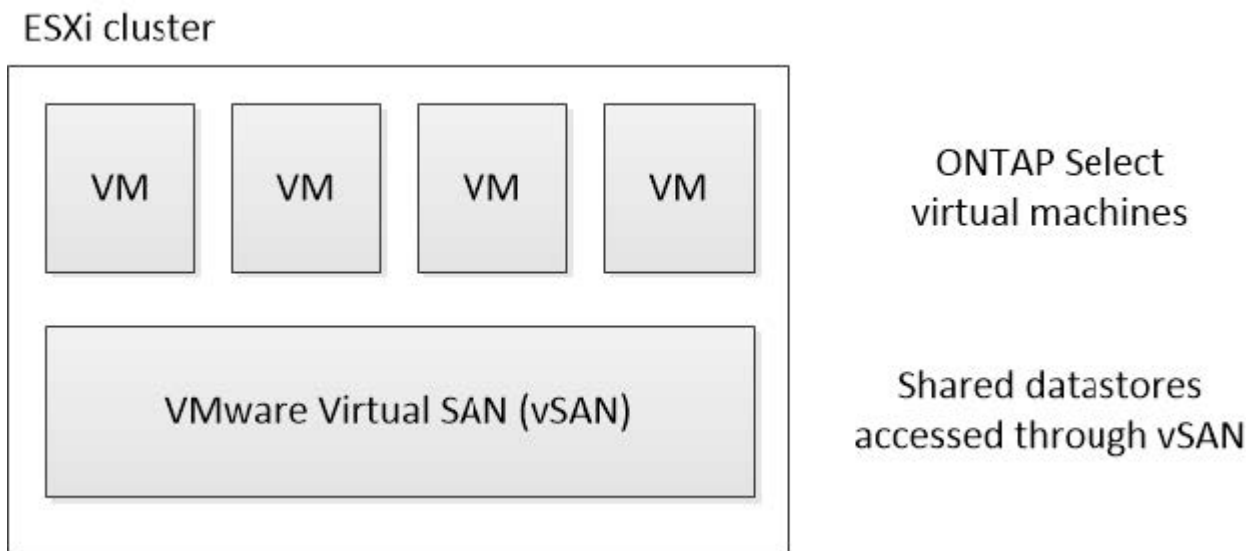 ESXi cluster
VM VM VM VM
ONTAP Select
virtual machines
VMware Virtual SAN (vSAN)
Shared datastores
accessed through vSAN